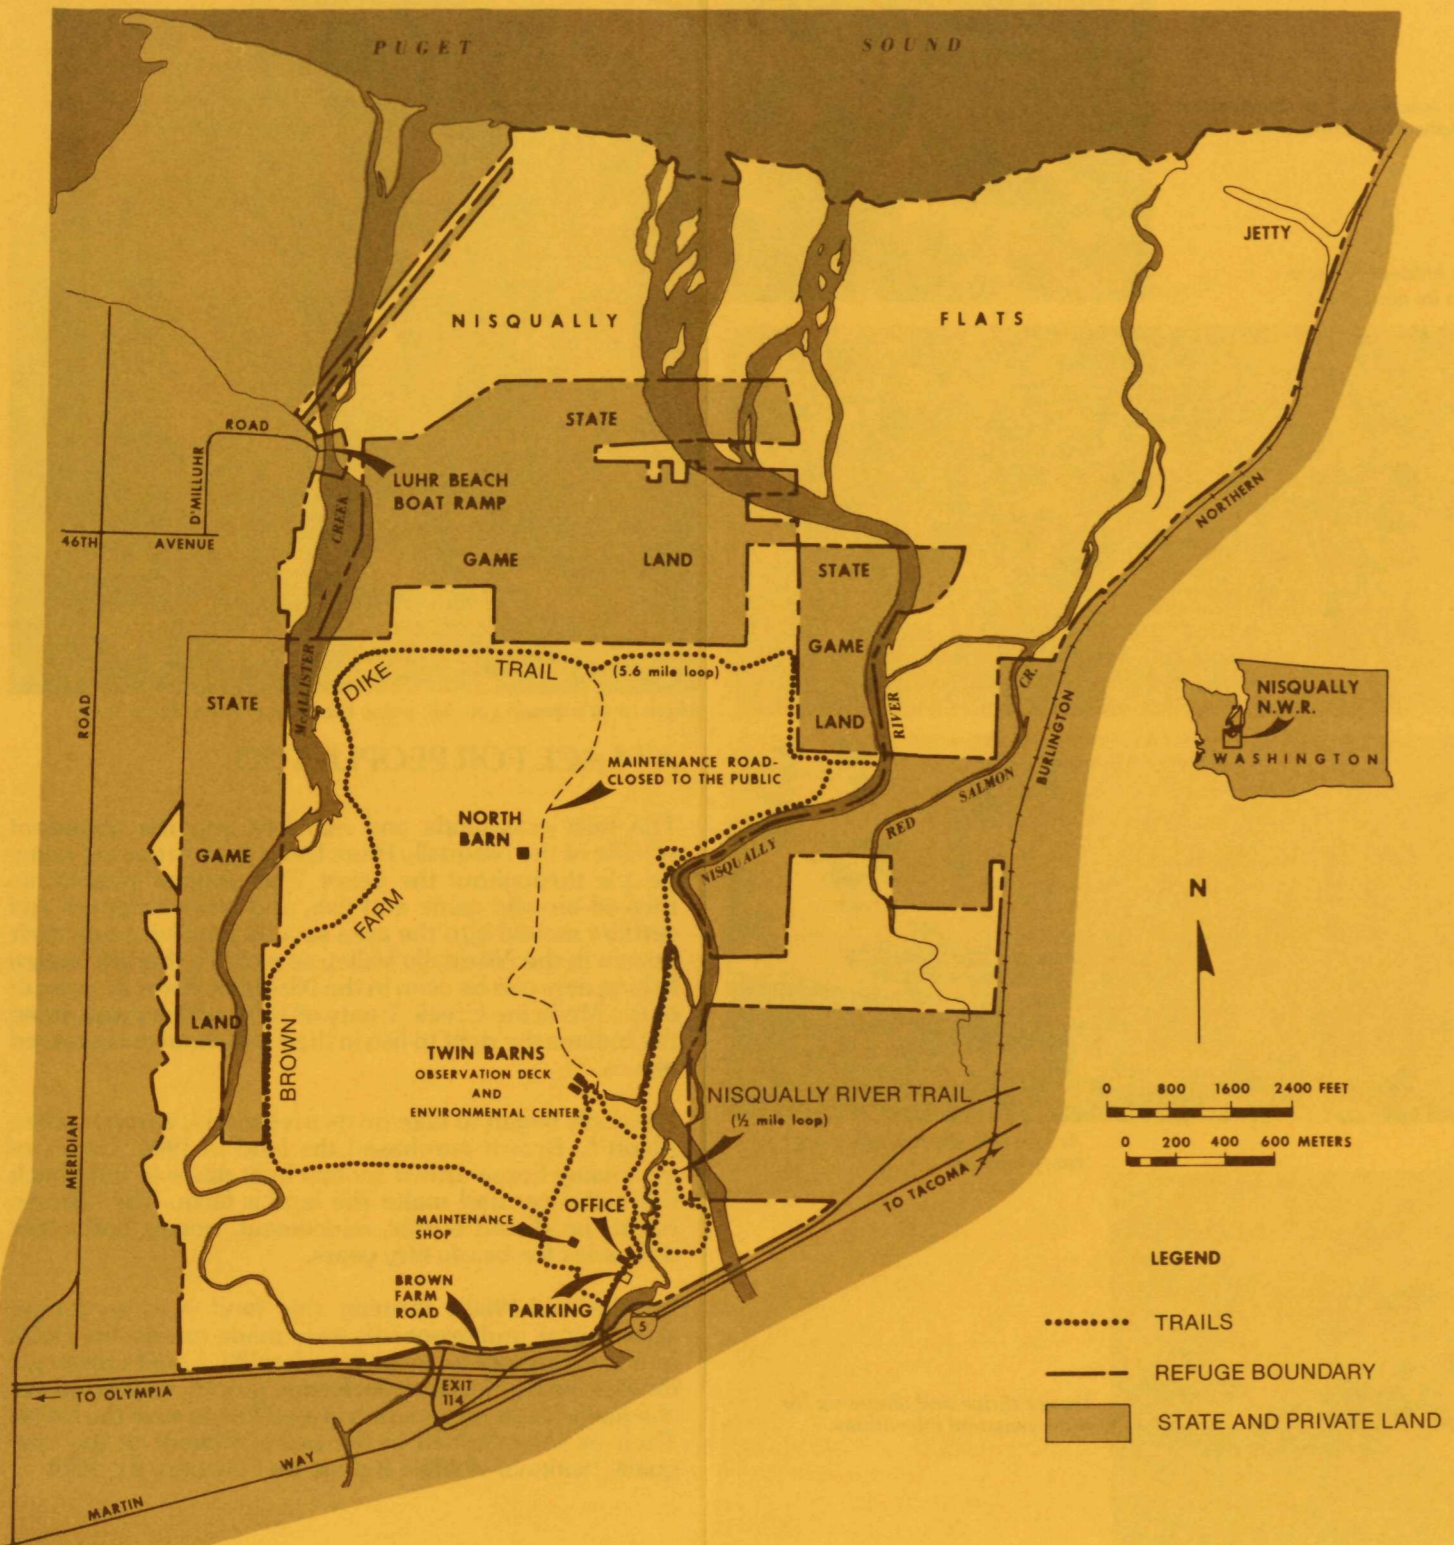 PUGET SOUND
JETTY
NISQUALLY FLATS
STATE
ROAD
D'MILLUHR
LUHR BEACH
BOAT RAMP
CREEK
NORTHERN
46TH AVENUE
GAME LAND
STATE
GAME
LAND
McALLISTER
DIKE TRAIL
(5.6 mile loop)
CR.
RIVER
NISQUALLY
N.W.R.
WASHINGTON
STATE
ROAD
BURLINGTON
MAINTENANCE ROAD-
CLOSED TO THE PUBLIC
SALMON
NORTH
BARN
RED
GAME
NISQUALLY
N
FARM
LAND
BROWN
TWIN BARNS
OBSERVATION DECK
AND
ENVIRONMENTAL CENTER
NISQUALLY RIVER TRAIL
(½ mile loop)
0 800 1600 2400 FEET
0 200 400 600 METERS
MERIDIAN
TO TACOMA
OFFICE
MAINTENANCE
SHOP
BROWN
FARM
ROAD
PARKING
5
LEGEND
TRAILS
REFUGE BOUNDARY
STATE AND PRIVATE LAND
TO OLYMPIA
EXIT
114
MARTIN WAY